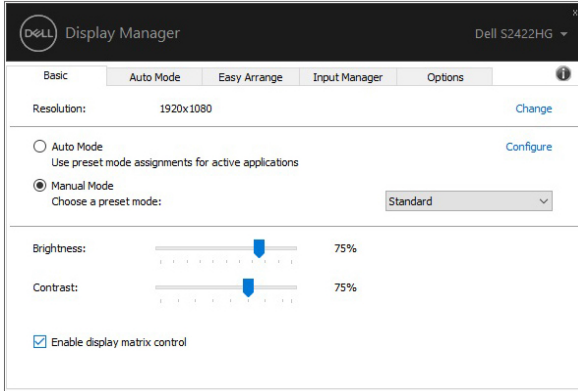 DELL Display Manager
Dell S2422HG
Basic Auto Mode Easy Arrange Input Manager Options
Resolution: 1920x1080 Change
Auto Mode Configure
Use preset mode assignments for active applications
Manual Mode
Choose a preset mode: Standard
Brightness: 75%
Contrast: 75%
Enable display matrix control